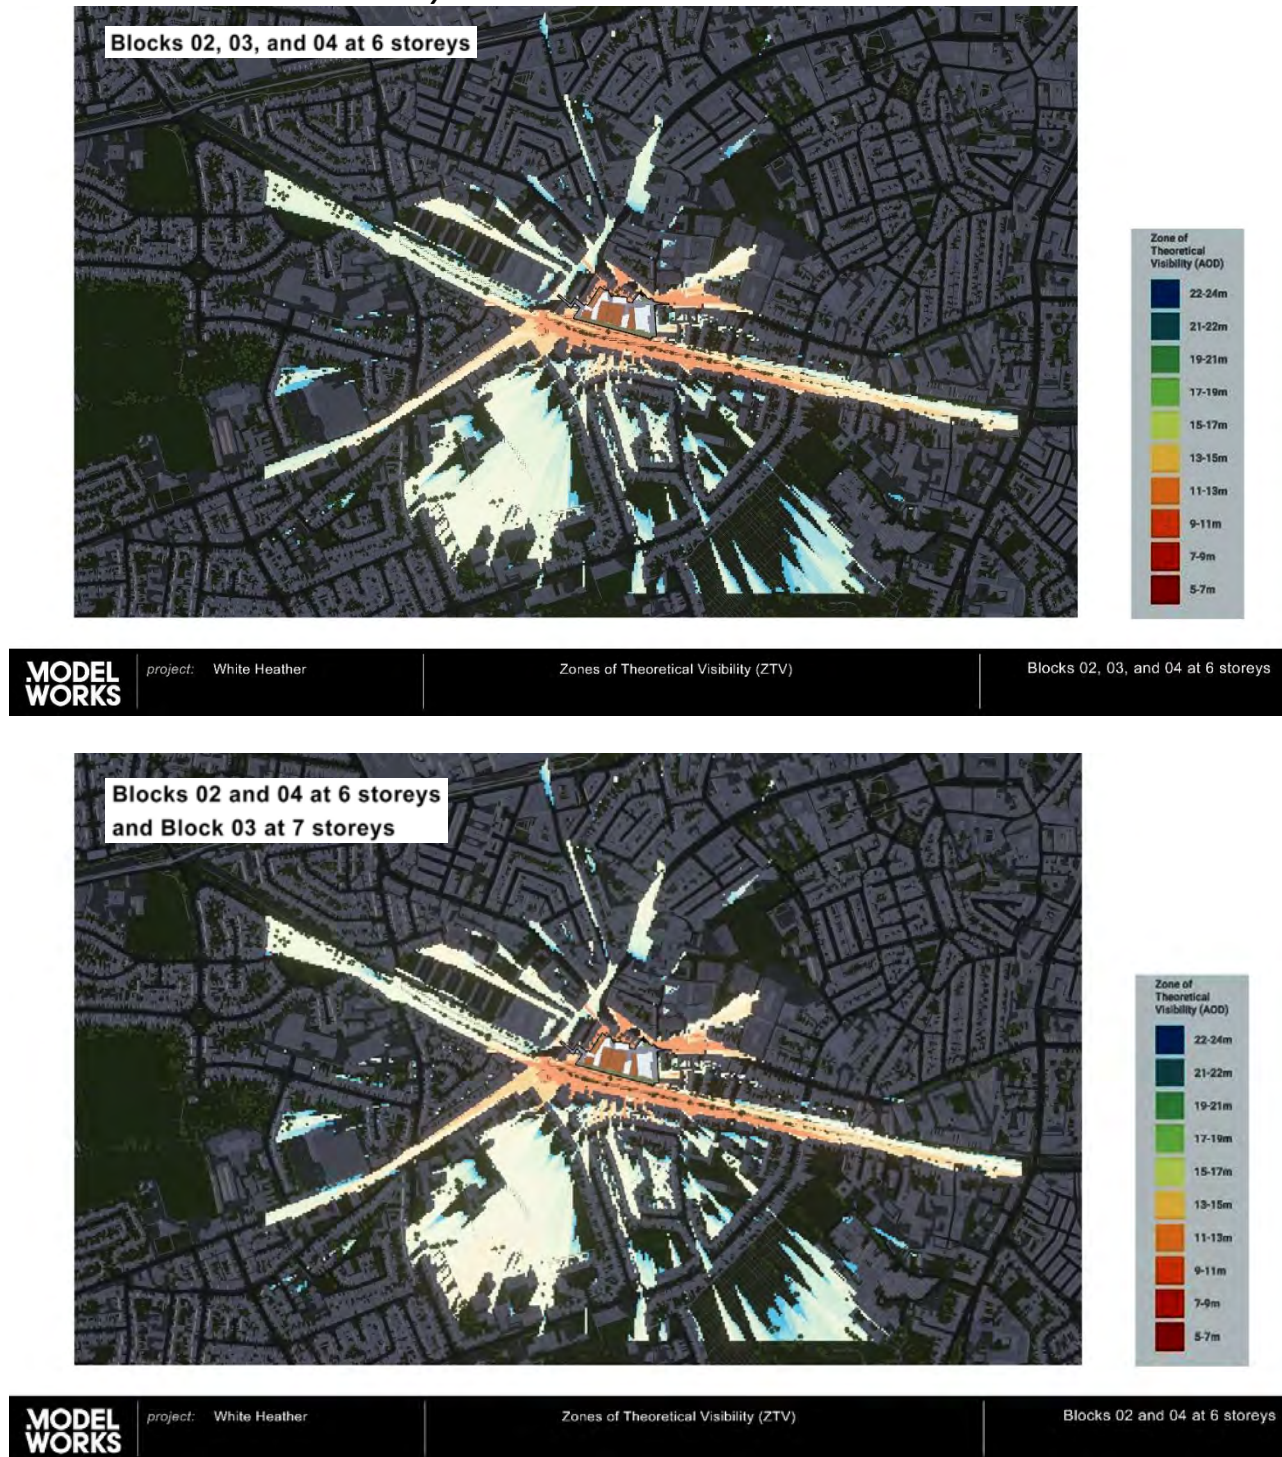 Blocks 02, 03, and 04 at 6 storeys
Zone of
Theoretical
Visibility (AOD)
22-24m
21-22m
19-21m
17-19m
15-17m
13-15m
11-13m
9-11m
7-9m
5-7m
MODEL
WORKS
project: White Heather
Zones of Theoretical Visibility (ZTV)
Blocks 02, 03, and 04 at 6 storeys
Blocks 02 and 04 at 6 storeys
and Block 03 at 7 storeys
Zone of
Theoretical
Visibility (AOD)
22-24m
21-22m
19-21m
17-19m
15-17m
13-15m
11-13m
9-11m
7-9m
5-7m
MODEL
WORKS
project: White Heather
Zones of Theoretical Visibility (ZTV)
Blocks 02 and 04 at 6 storeys